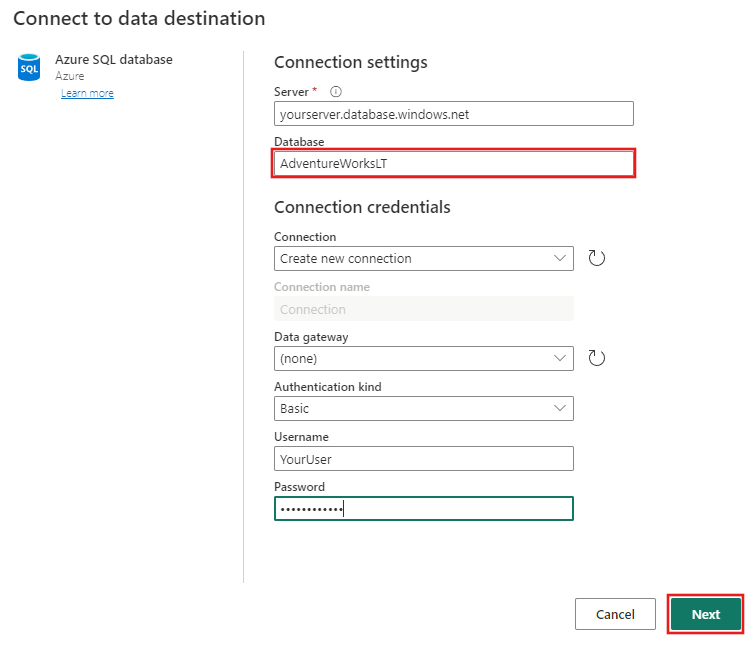 Connect to data destination
SQL
Azure SQL database
Azure
Learn more
Connection settings
Server *
yourserver.database.windows.net
Database
AdventureWorksLT
Connection credentials
Connection
Create new connection
Connection name
Connection
Data gateway
(none)
Authentication kind
Basic
Username
YourUser
Password
••••••••••••
Cancel
Next